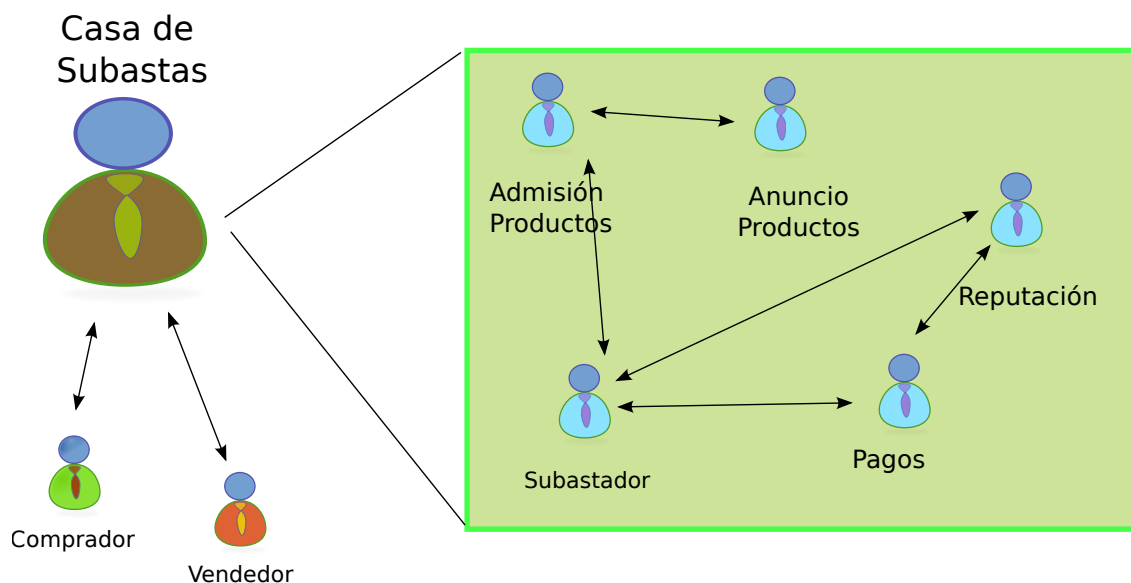 Casa de
Subastas
Admisión
Productos
Anuncio
Productos
Reputación
Subastador
Pagos
Comprador
Vendedor